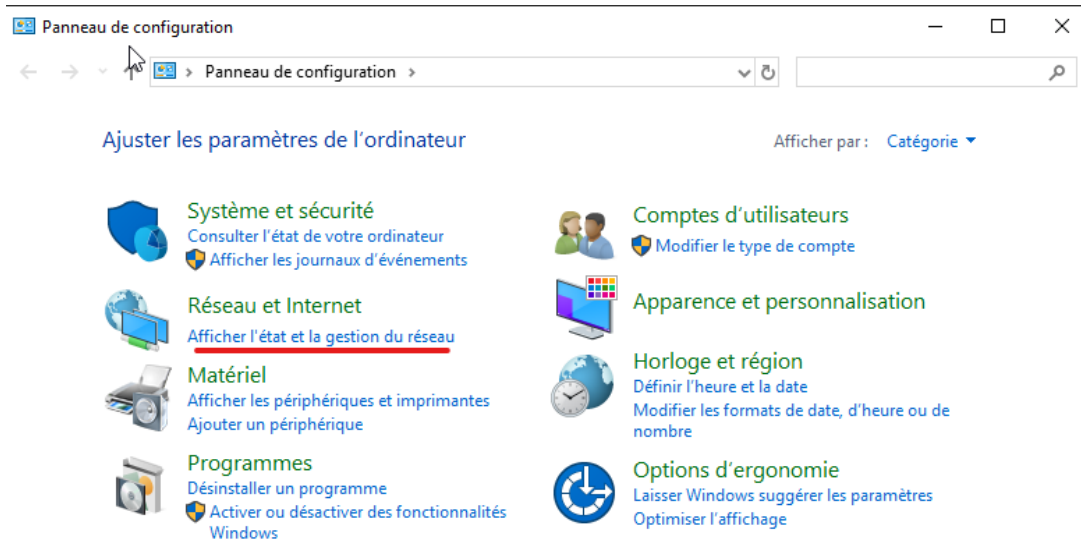 Panneau de configuration
Panneau de configuration
Ajuster les paramètres de l'ordinateur
Afficher par : Catégorie
Système et sécurité
Consulter l'état de votre ordinateur
Afficher les journaux d'événements
Réseau et Internet
Afficher l'état et la gestion du réseau
Matériel
Afficher les périphériques et imprimantes
Ajouter un périphérique
Programmes
Désinstaller un programme
Activer ou désactiver des fonctionnalités
Windows
Comptes d'utilisateurs
Modifier le type de compte
Apparence et personnalisation
Horloge et région
Définir l'heure et la date
Modifier les formats de date, d'heure ou de
nombre
Options d'ergonomie
Laisser Windows suggérer les paramètres
Optimiser l'affichage